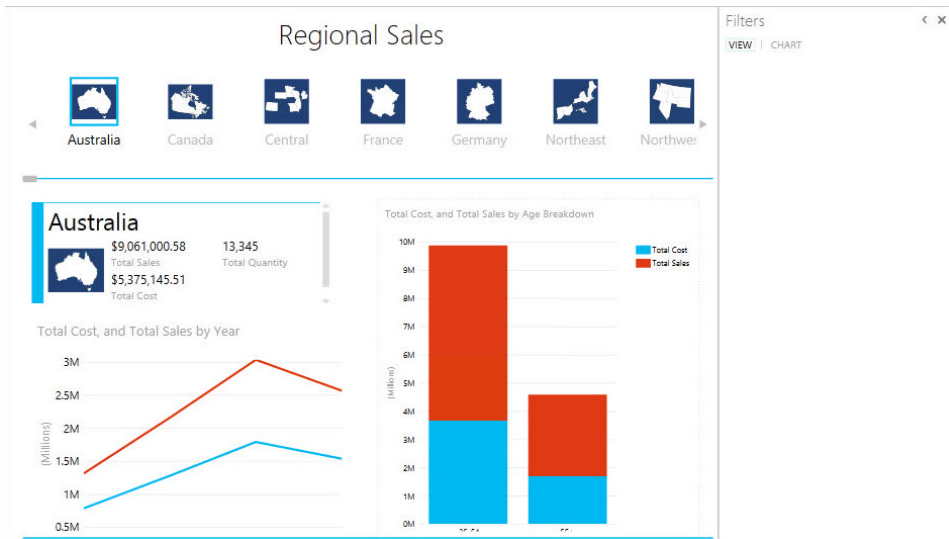 Regional Sales
Filters
VIEW | CHART
Australia
Canada
Central
France
Germany
Northeast
Northwes
Australia
$9,061,000.58 13,345
Total Sales Total Quantity
$5,375,145.51
Total Cost
Total Cost, and Total Sales by Year
(Millions)
3M
2.5M
2M
1.5M
1M
0.5M
Total Cost, and Total Sales by Age Breakdown
(Millions)
10M
9M
8M
7M
6M
5M
4M
3M
2M
1M
0M
Total Cost
Total Sales